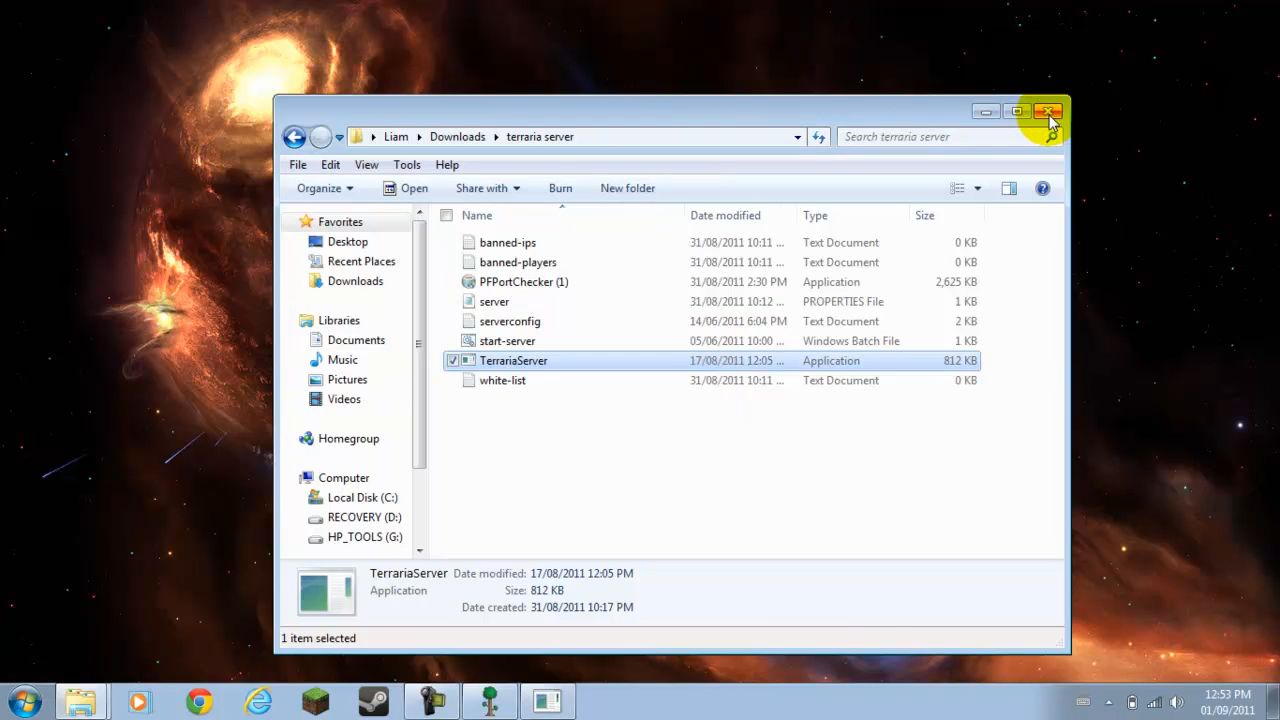 Liam Downloads terraria server
Search terraria server
File Edit View Tools Help
Organize Open Share with Burn New folder
Favorites
Desktop
Recent Places
Downloads
Libraries
Documents
Music
Pictures
Videos
Homegroup
Computer
Local Disk (C:)
RECOVERY (D:)
HP_TOOLS (G:)
Name Date modified Type Size
banned-ips 31/08/2011 10:11 ... Text Document 0 KB
banned-players 31/08/2011 10:11 ... Text Document 0 KB
PFPortChecker (1) 31/08/2011 2:30 PM Application 2,625 KB
server 31/08/2011 10:12 ... PROPERTIES File 1 KB
serverconfig 14/06/2011 6:04 PM Text Document 2 KB
start-server 05/06/2011 10:00 ... Windows Batch File 1 KB
TerrariaServer 17/08/2011 12:05 ... Application 812 KB
white-list 31/08/2011 10:11 ... Text Document 0 KB
TerrariaServer Date modified: 17/08/2011 12:05 PM
Application Size: 812 KB
Date created: 31/08/2011 10:17 PM
1 item selected
12:53 PM
01/09/2011